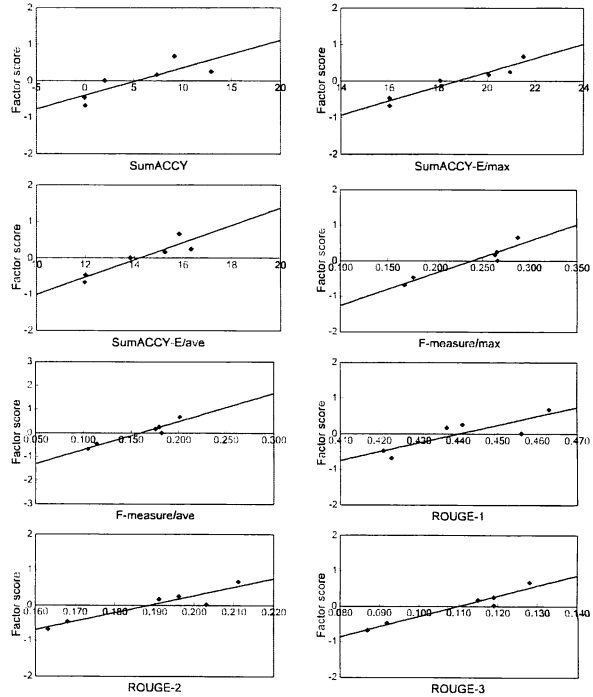 2 2
1 1
0 0
-5 0 5 10 15 20 14 16 18 20 22 24
-1 -1
-2 -2
Factor score Factor score
SumACCY SumACCY-E/max
2 2
1 1
0 0
10 12 14 16 18 20 0.100 0.150 0.200 0.250 0.300 0.350
-1 -1
-2 -2
Factor score Factor score
SumACCY-E/ave F-measure/max
3 2
2 1
1 0
0 0.410 0.420 0.430 0.440 0.450 0.460 0.470
0.050 0.100 0.150 0.200 0.250 0.300
-1 -1
-2 -2
-3
Factor score Factor score
F-measure/ave ROUGE-1
2 2
1 1
0 0
0.160 0.170 0.180 0.190 0.200 0.210 0.220 0.080 0.090 0.100 0.110 0.120 0.130 0.140
-1 -1
-2 -2
Factor score Factor score
ROUGE-2 ROUGE-3